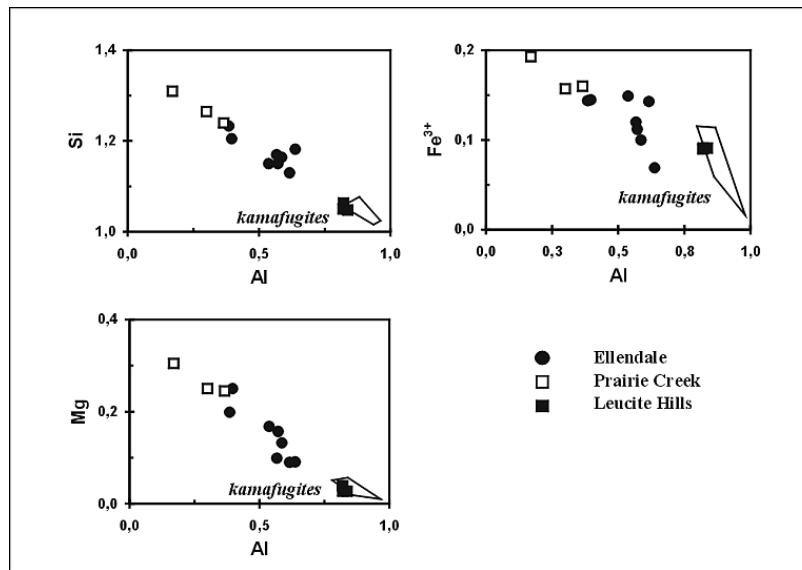 1,4
1,2
1,0
Si
kamafugites
0,0 0,5 1,0
Al
0,2
0,1
0,0
Fe3+
kamafugites
0,0 0,3 0,5 0,8 1,0
Al
0,4
0,2
0,0
Mg
kamafugites
0,0 0,5 1,0
Al
Ellendale
Prairie Creek
Leucite Hills